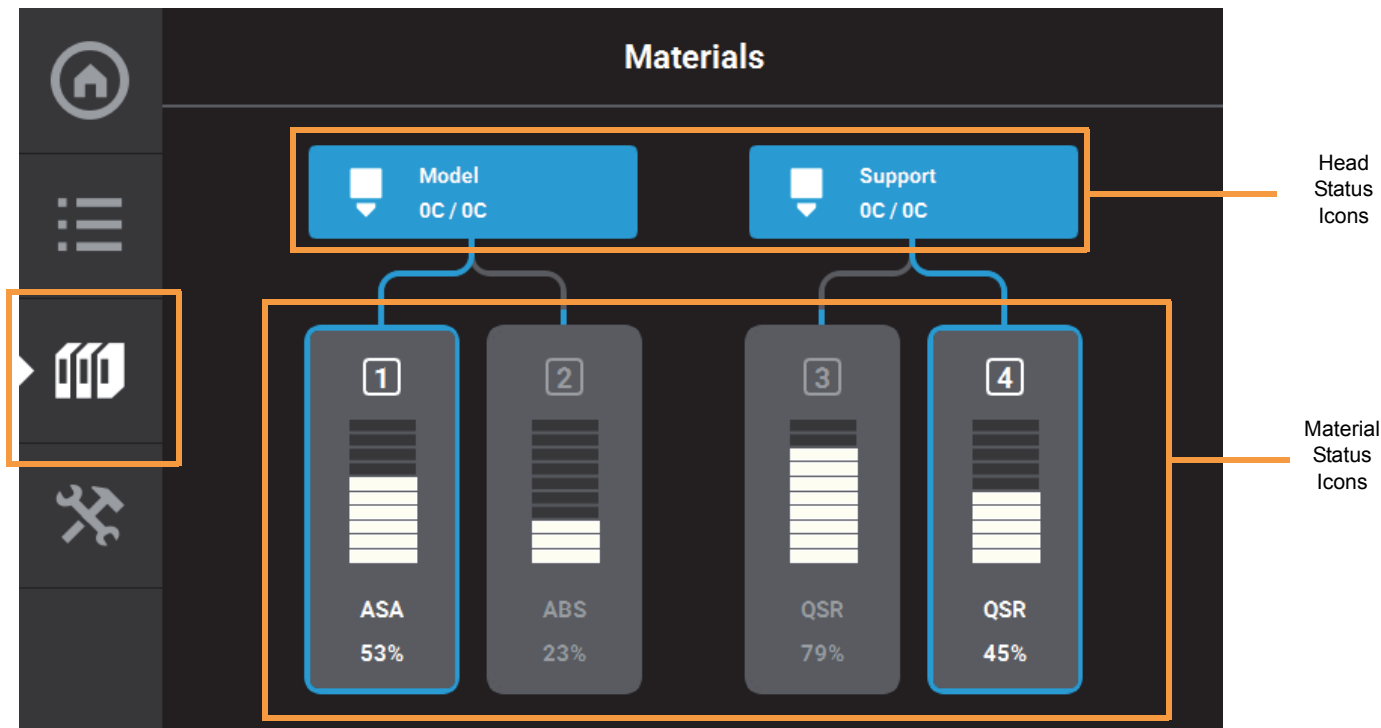 Materials
Model
0C / 0C
Support
0C / 0C
Head
Status
Icons
1
2
3
4
ASA
53%
ABS
23%
QSR
79%
QSR
45%
Material
Status
Icons